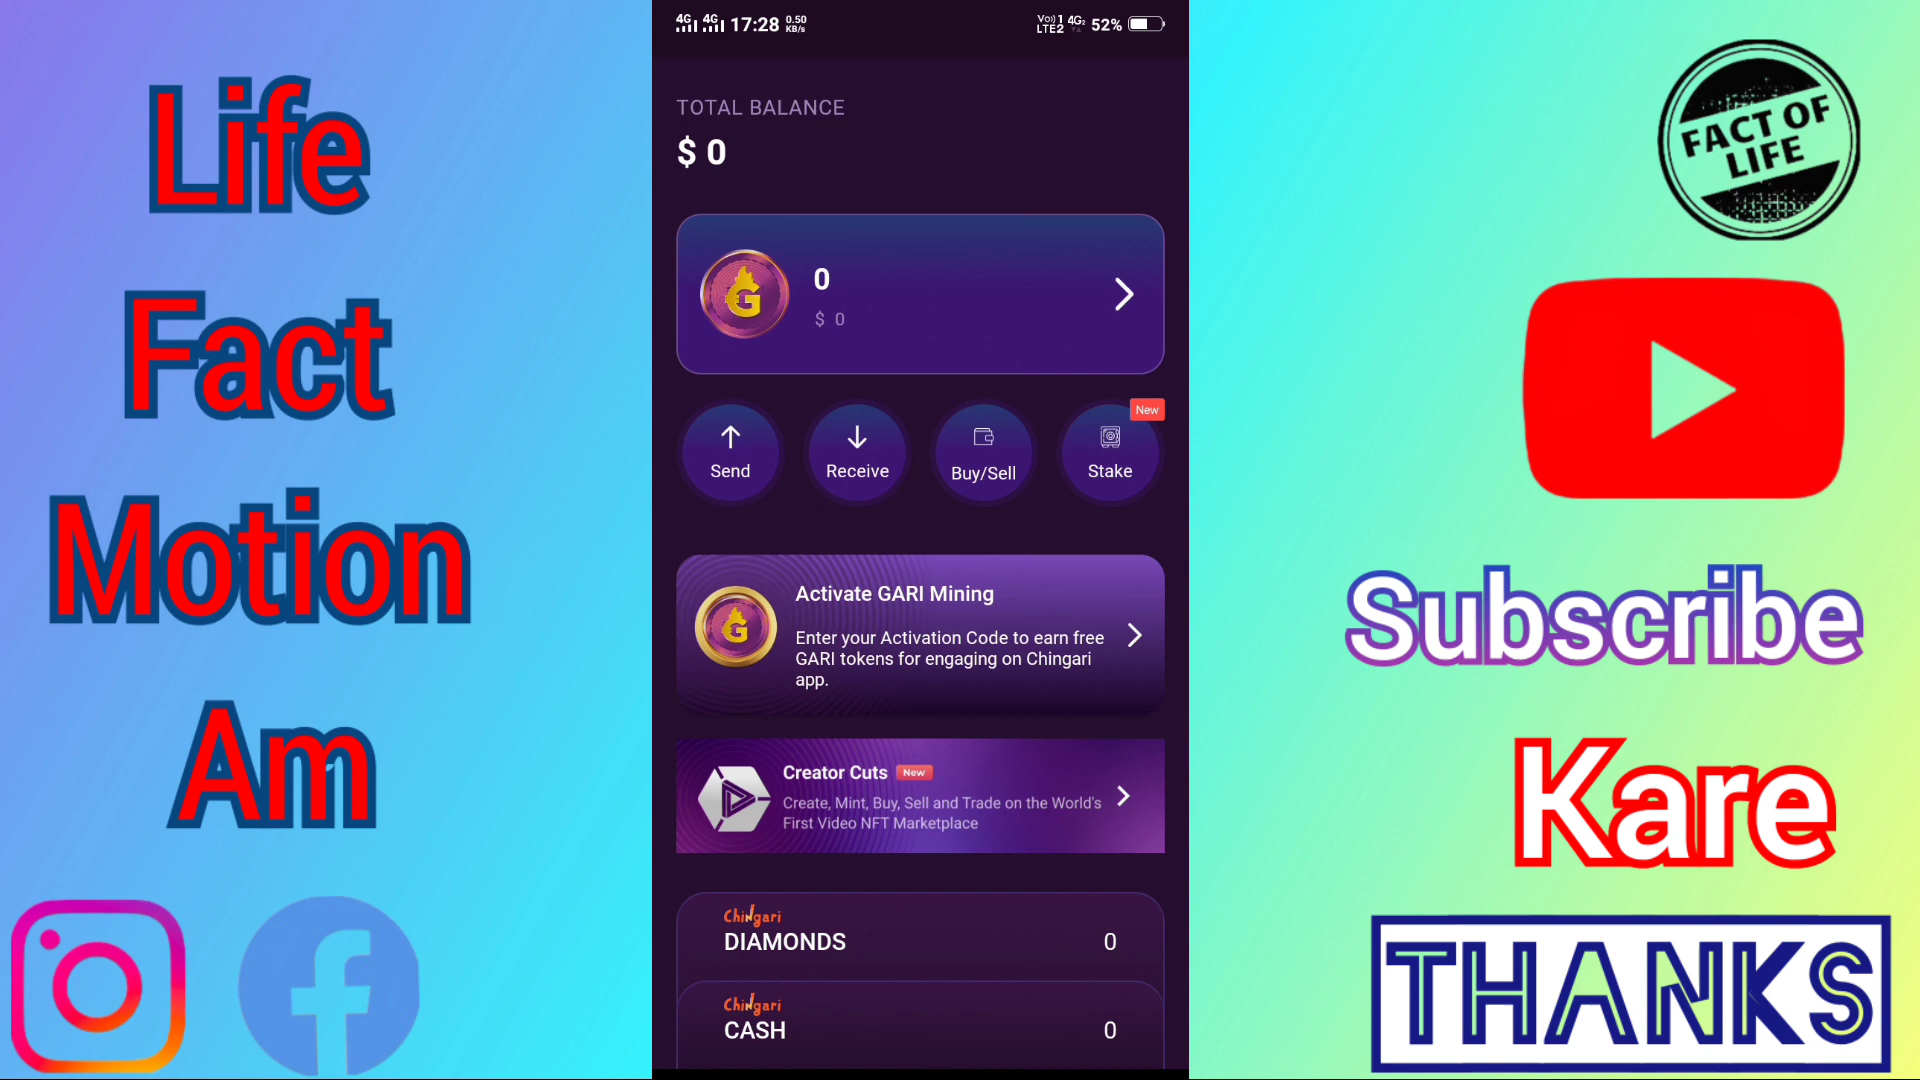 Life
Fact
Motion
Am
4G 4G 17:28 0.50 KB/s
Vo)) 1 LTE2 4G2 52%
TOTAL BALANCE
$ 0
0
$ 0
Send
Receive
Buy/Sell
Stake
New
Activate GARI Mining
Enter your Activation Code to earn free
GARI tokens for engaging on Chingari
app.
Creator Cuts New
Create, Mint, Buy, Sell and Trade on the World's
First Video NFT Marketplace
Chingari
DIAMONDS 0
Chingari
CASH 0
FACT OF
LIFE
Subscribe
Kare
THANKS